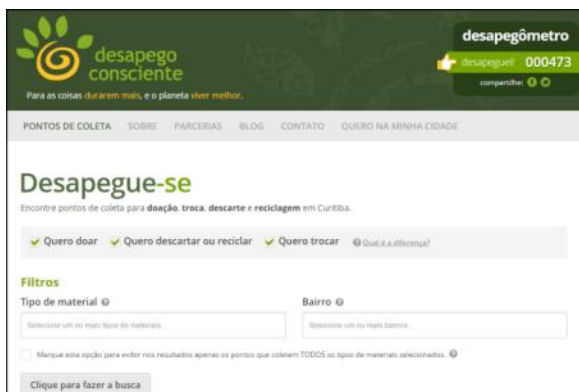 desapegômetro
desapego
consciente
desapeguei! 000473
compartilhe:
Para as coisas durarem mais, e o planeta viver melhor.
PONTOS DE COLETA SOBRE PARCERIAS BLOG CONTATO QUERO NA MINHA CIDADE
Desapegue-se
Encontre pontos de coleta para doação, troca, descarte e reciclagem em Curitiba.
Quero doar Quero descartar ou reciclar Quero trocar Qual é a diferença?
Filtros
Tipo de material Bairro
Selecione um ou mais tipos de materiais... Selecione um ou mais bairros...
Marque esta opção para exibir nos resultados apenas os pontos que coletem TODOS os tipos de materiais selecionados.
Clique para fazer a busca